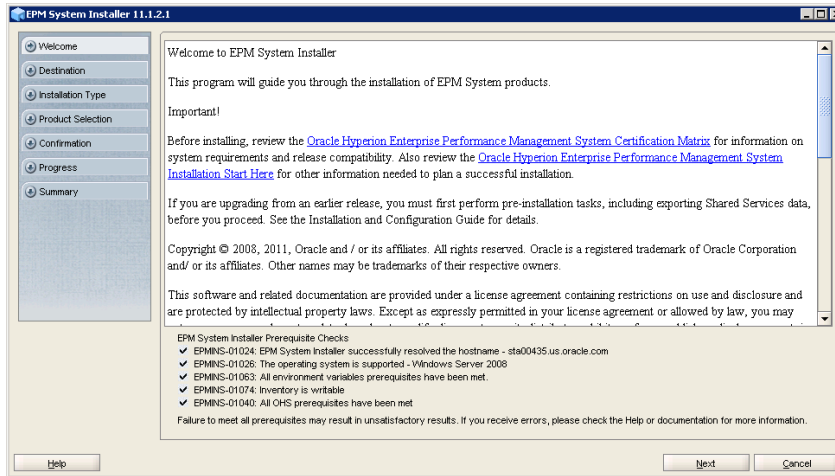 EPM System Installer 11.1.2.1
Welcome
Destination
Installation Type
Product Selection
Confirmation
Progress
Summary
Welcome to EPM System Installer
This program will guide you through the installation of EPM System products.
Important!
Before installing, review the Oracle Hyperion Enterprise Performance Management System Certification Matrix for information on
system requirements and release compatibility. Also review the Oracle Hyperion Enterprise Performance Management System
Installation Start Here for other information needed to plan a successful installation.
If you are upgrading from an earlier release, you must first perform pre-installation tasks, including exporting Shared Services data,
before you proceed. See the Installation and Configuration Guide for details.
Copyright © 2008, 2011, Oracle and / or its affiliates. All rights reserved. Oracle is a registered trademark of Oracle Corporation
and/ or its affiliates. Other names may be trademarks of their respective owners.
This software and related documentation are provided under a license agreement containing restrictions on use and disclosure and
are protected by intellectual property laws. Except as expressly permitted in your license agreement or allowed by law, you may
EPM System Installer Prerequisite Checks
EPMINS-01024: EPM System Installer successfully resolved the hostname - sta00435.us.oracle.com
EPMINS-01026: The operating system is supported - Windows Server 2008
EPMINS-01063: All environment variables prerequisites have been met.
EPMINS-01074: Inventory is writable
EPMINS-01040: All OHS prerequisites have been met
Failure to meet all prerequisites may result in unsatisfactory results. If you receive errors, please check the Help or documentation for more information.
Help
Next
Cancel